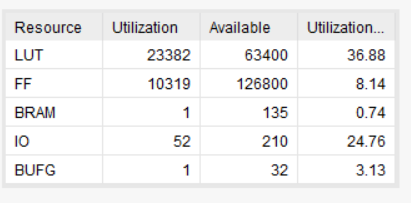 Resource Utilization Available Utilization...
LUT 23382 63400 36.88
FF 10319 126800 8.14
BRAM 1 135 0.74
IO 52 210 24.76
BUFG 1 32 3.13